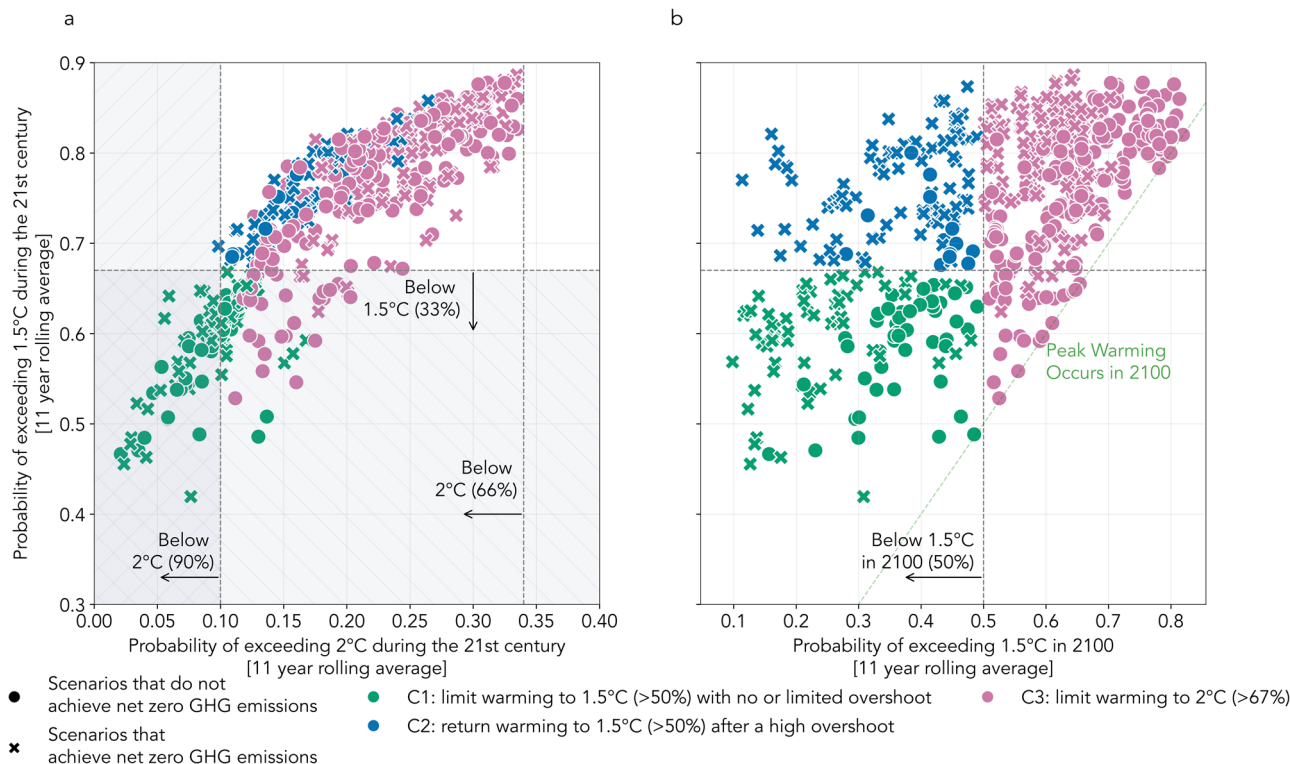 a
b
0.9
0.8
0.7
0.6
0.5
0.4
0.3
Probability of exceeding 1.5°C during the 21st century
[11 year rolling average]
Below
1.5°C (33%)
Below
2°C (66%)
Below
2°C (90%)
0.00 0.05 0.10 0.15 0.20 0.25 0.30 0.35 0.40
Probability of exceeding 2°C during the 21st century
[11 year rolling average]
Peak Warming
Occurs in 2100
Below 1.5°C
in 2100 (50%)
0.1 0.2 0.3 0.4 0.5 0.6 0.7 0.8
Probability of exceeding 1.5°C in 2100
[11 year rolling average]
Scenarios that do not
achieve net zero GHG emissions
Scenarios that
achieve net zero GHG emissions
C1: limit warming to 1.5°C (>50%) with no or limited overshoot
C2: return warming to 1.5°C (>50%) after a high overshoot
C3: limit warming to 2°C (>67%)